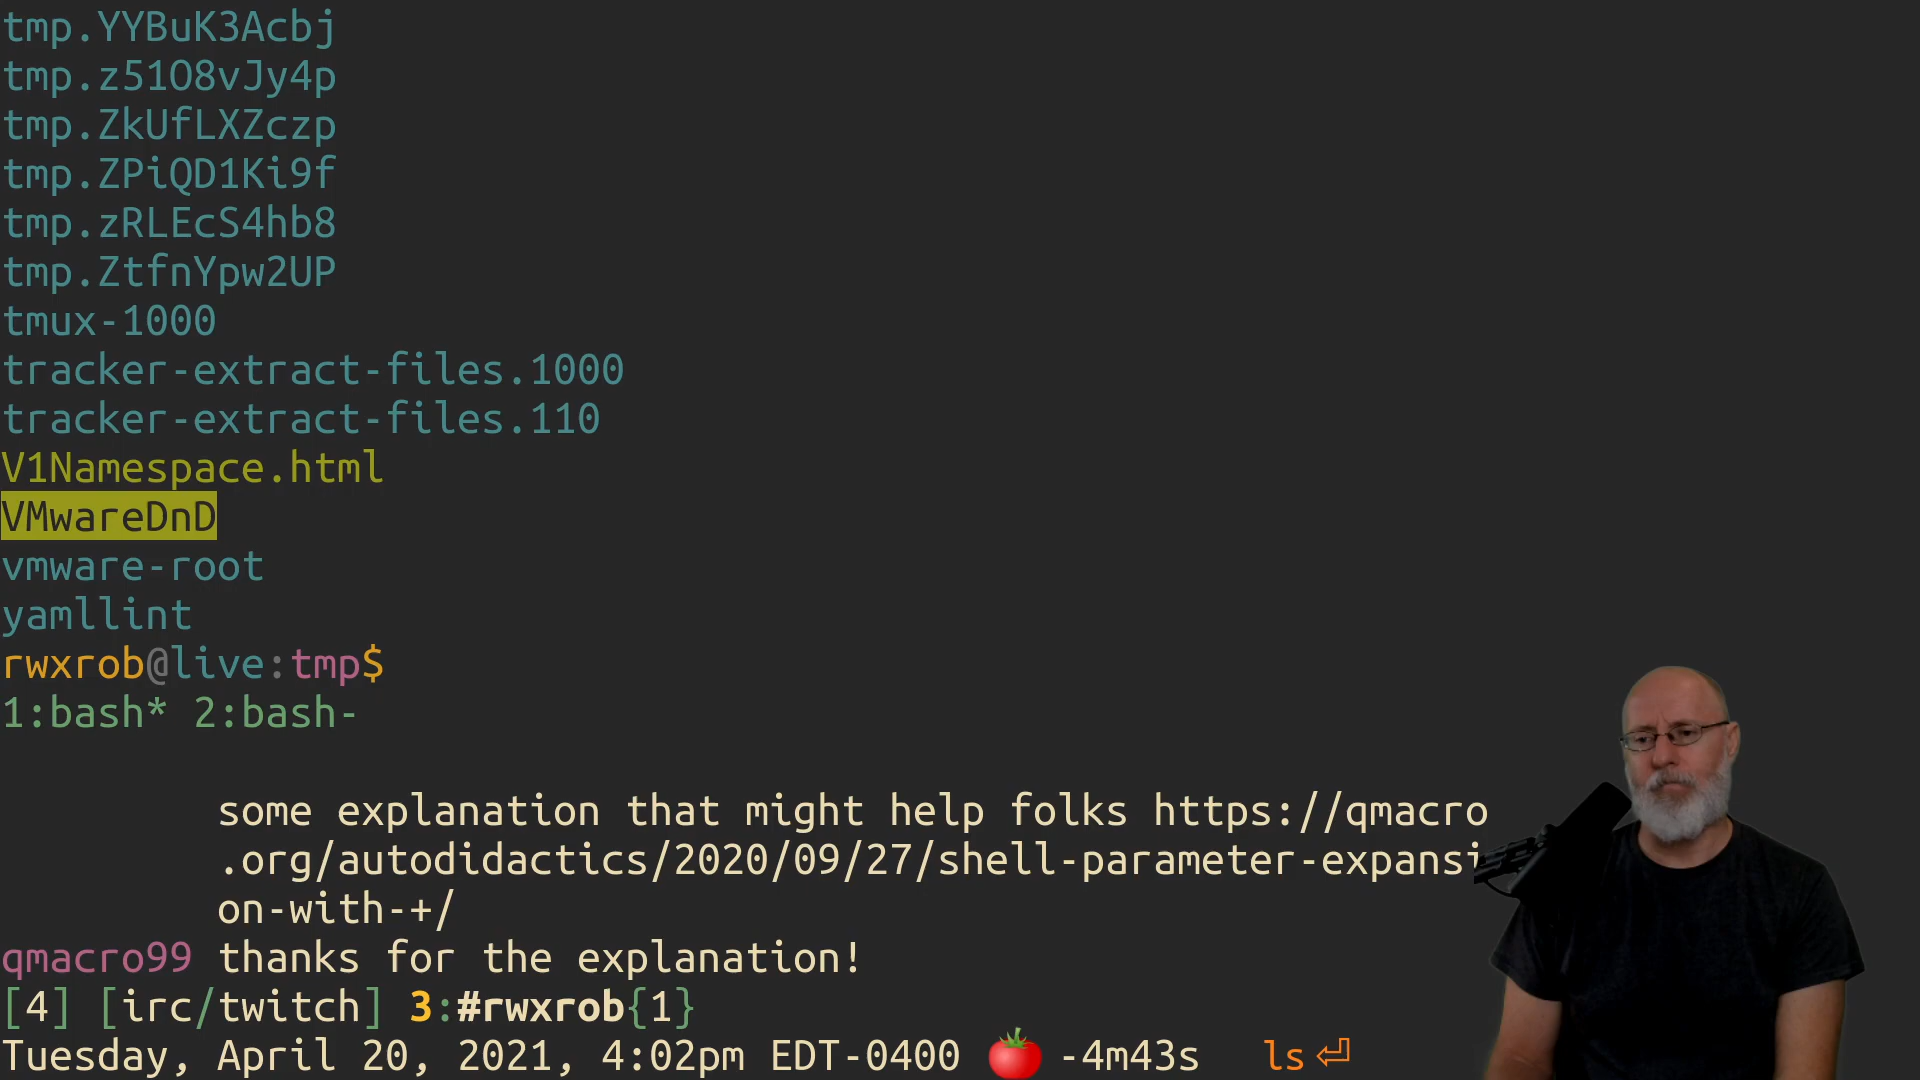 tmp.YYBuK3Acbj
tmp.z51O8vJy4p
tmp.ZkUfLXZczp
tmp.ZPiQD1Ki9f
tmp.zRLEcS4hb8
tmp.ZtfnYpw2UP
tmux-1000
tracker-extract-files.1000
tracker-extract-files.110
V1Namespace.html
VMwareDnD
vmware-root
yamllint
rwxrob@live:tmp$
1:bash* 2:bash-
some explanation that might help folks https://qmacro
.org/autodidactics/2020/09/27/shell-parameter-expansi
on-with-+/
qmacro99 thanks for the explanation!
[4] [irc/twitch] 3:#rwxrob{1}
Tuesday, April 20, 2021, 4:02pm EDT-0400 🍅 -4m43s ls⏎